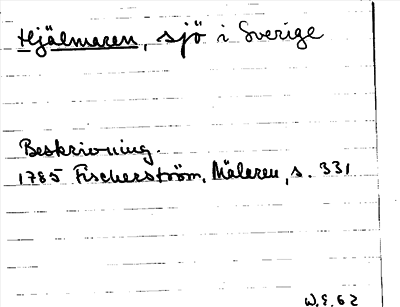 Hjälmaren, sjö i Sverige
Beskrivning.
1785 Fischerström, Mälaren, s. 331
W.E. 62